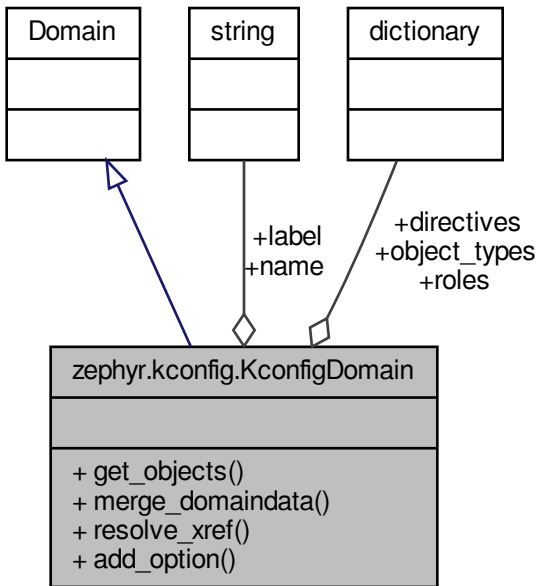 Domain
string
dictionary
+label
+name
+directives
+object_types
+roles
zephyr.kconfig.KconfigDomain
+ get_objects()
+ merge_domaindata()
+ resolve_xref()
+ add_option()